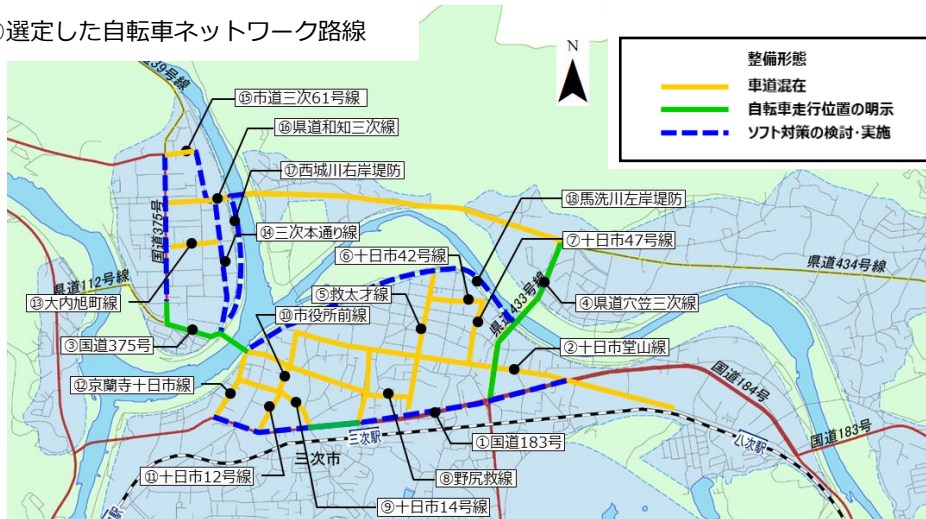 選定した自転車ネットワーク路線
N
整備形態
車道混在
自転車走行位置の明示
ソフト対策の検討・実施
39号線
⑮市道三次61号線
⑯県道和知三次線
⑰西城川右岸堤防
⑱馬洗川左岸堤防
国道375号
⑭三次本通り線
⑦十日市47号線
⑥十日市42号線
県道434号線
県道112号線
⑬大内旭町線
⑤救太才線
県道433号線
④県道穴笠三次線
⑩市役所前線
③国道375号
②十日市堂山線
⑫京蘭寺十日市線
国道184号
①国道183号
三次駅
八次駅
国道183号
三次市
⑪十日市12号線
⑧野尻救線
⑨十日市14号線
駅